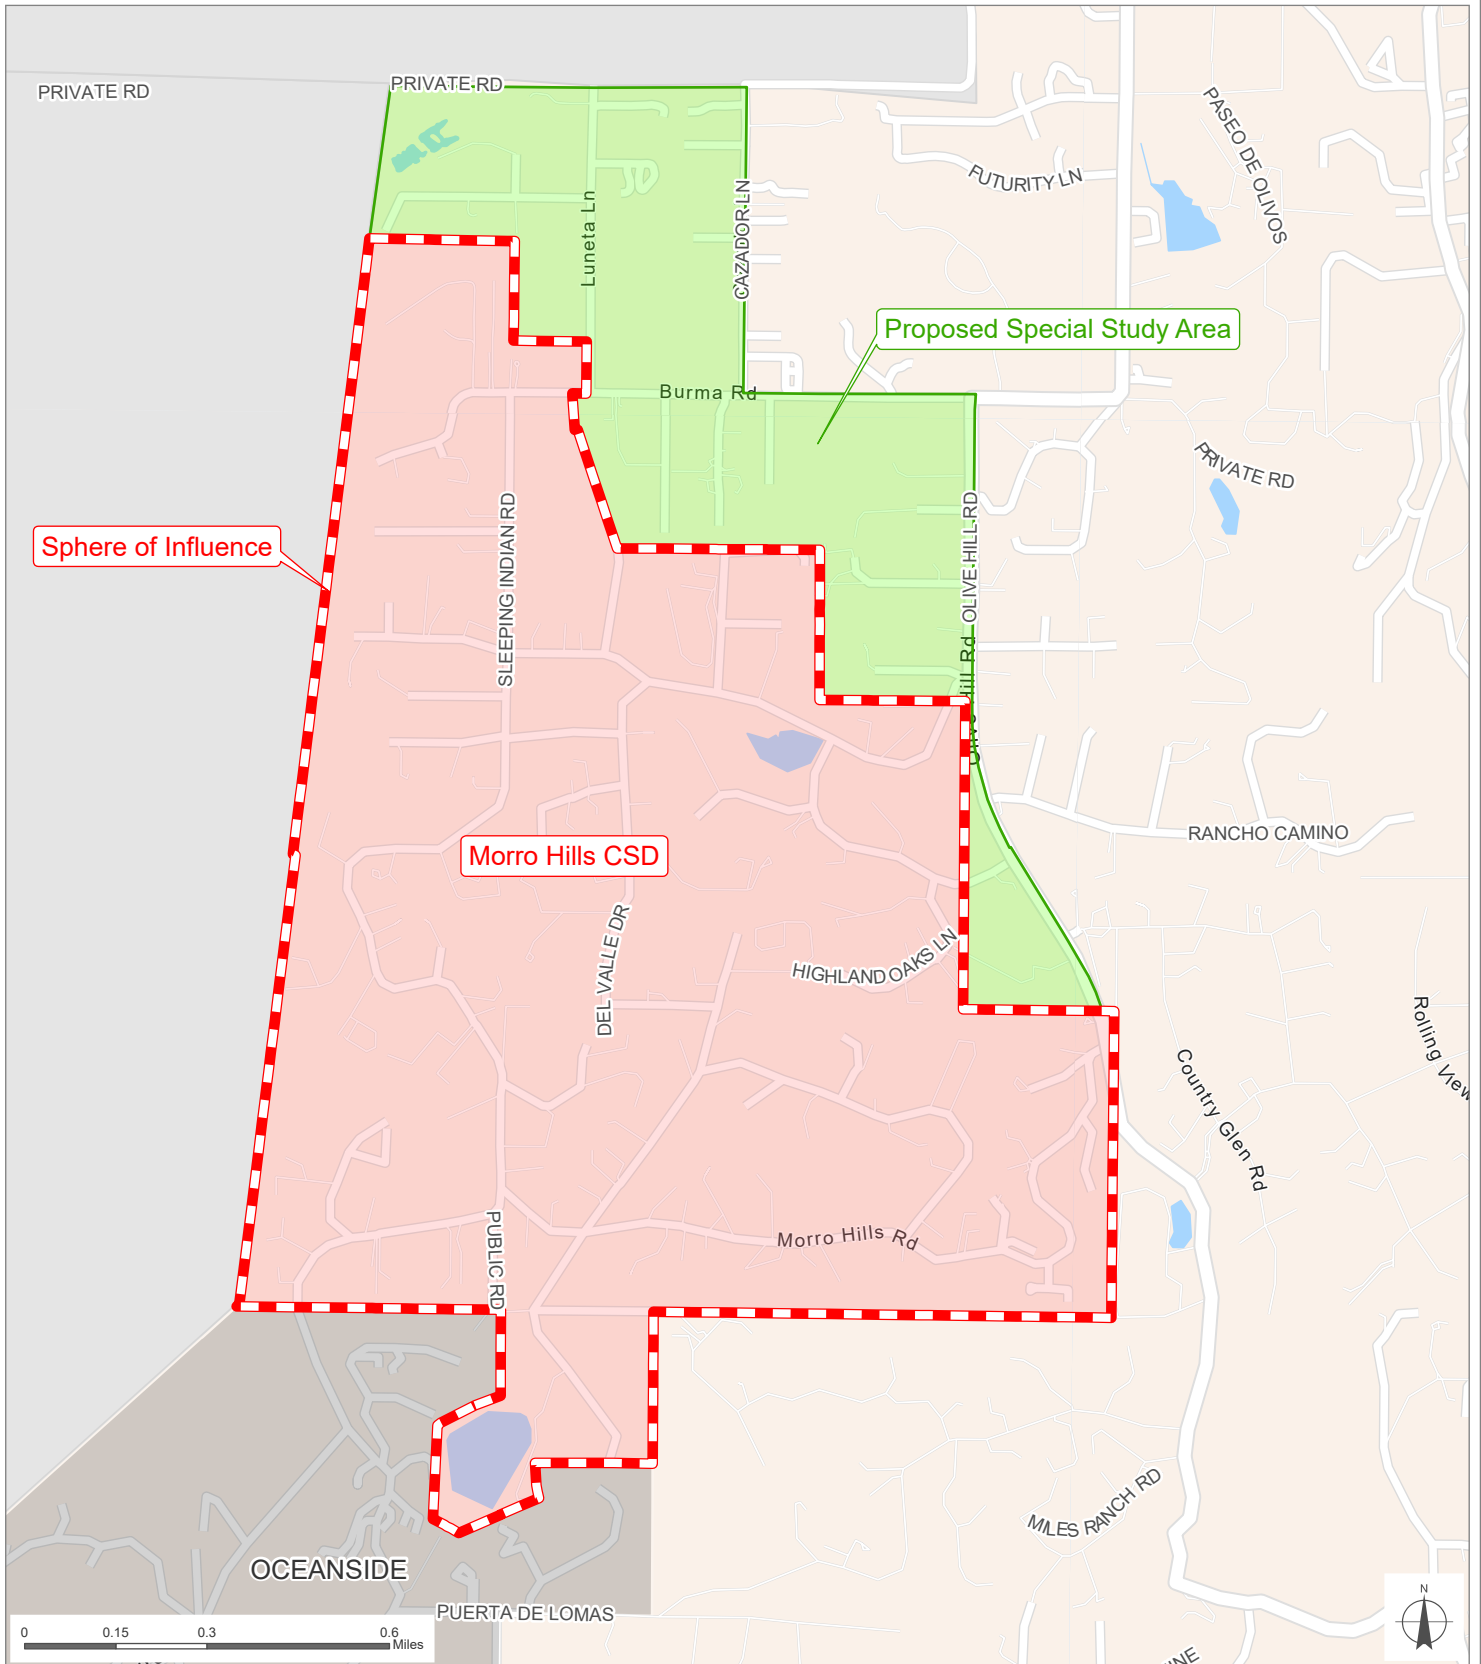 PRIVATE RD
PRIVATE RD
PASEO DE OLIVOS
FUTURITY LN
Luneta Ln
CAZADOR LN
Proposed Special Study Area
Burma Rd
PRIVATE RD
SLEEPING INDIAN RD
OLIVE HILL RD
Sphere of Influence
Hill Rd
RANCHO CAMINO
Morro Hills CSD
DEL VALLE DR
HIGHLAND OAKS LN
Rolling View
Country Glen Rd
PUBLIC RD
Morro Hills Rd
MILES RANCH RD
OCEANSIDE
PUERTA DE LOMAS
N
0 0.15 0.3 0.6
Miles